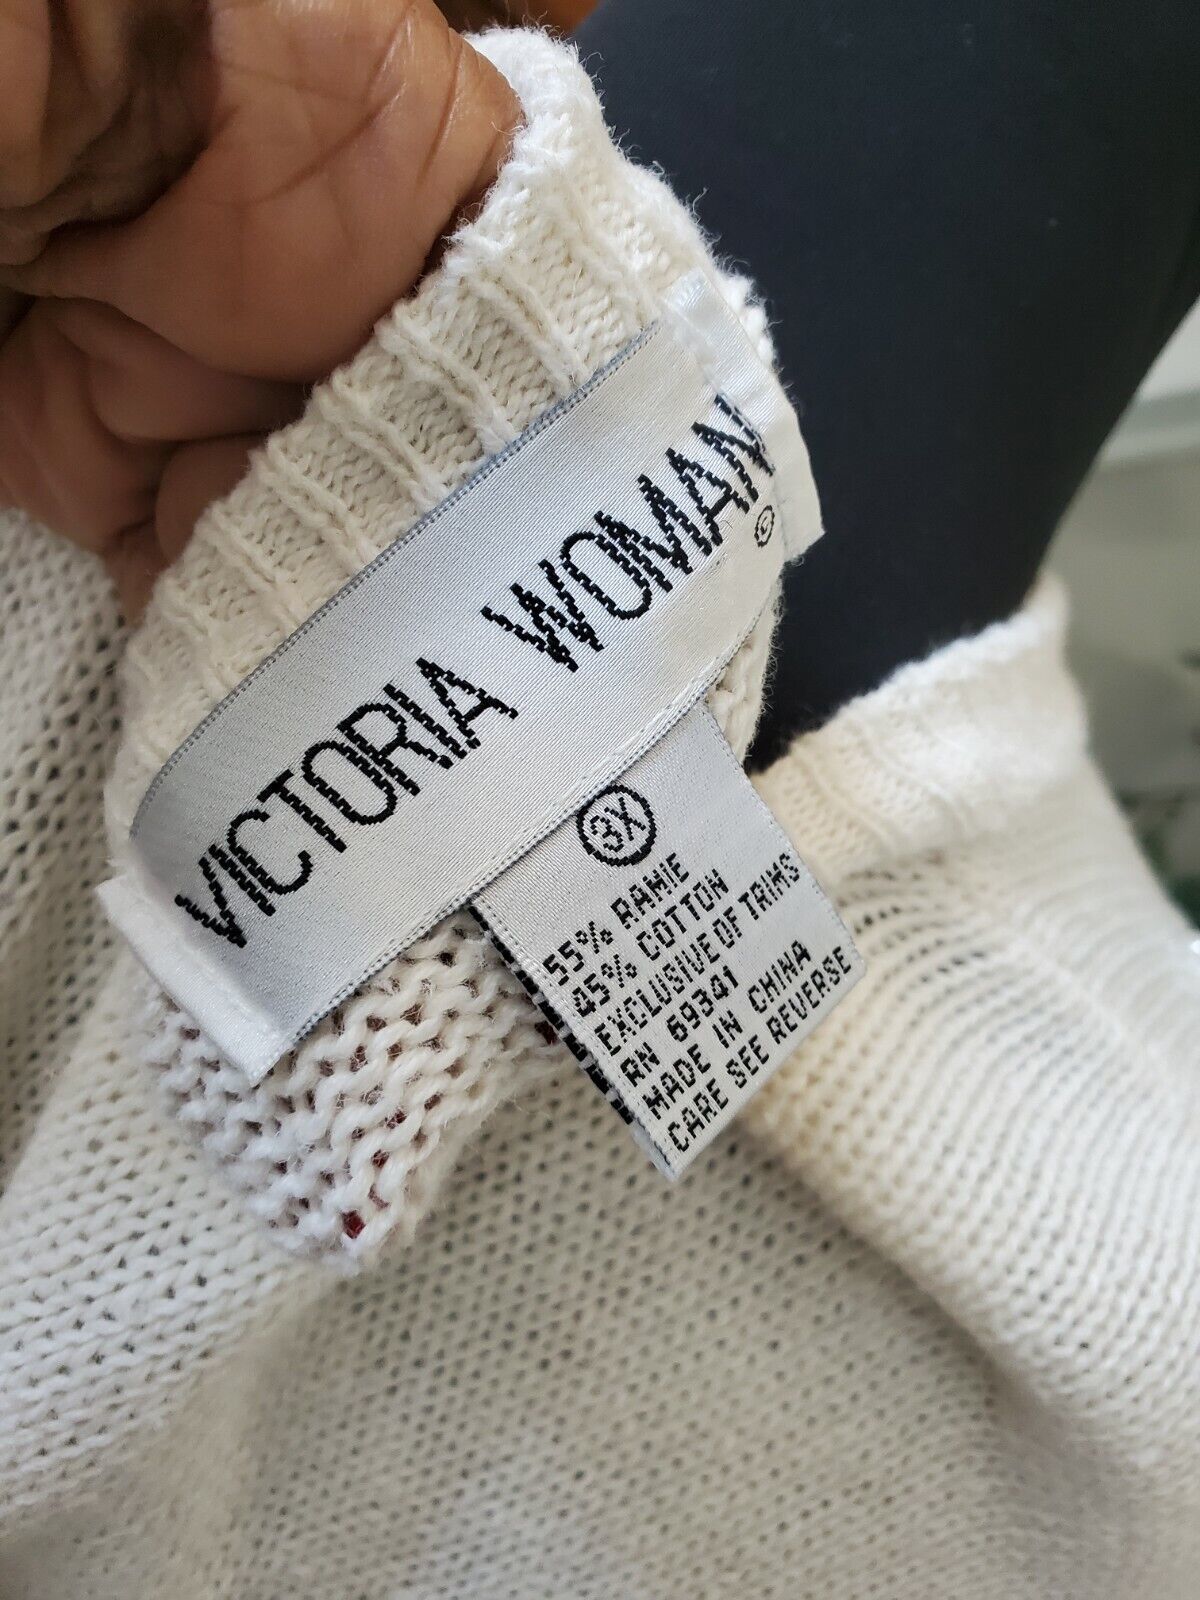 VICTORIA WOMAN
©
3X
55% RAMIE
45% COTTON
EXCLUSIVE OF TRIMS
RN 69341
MADE IN CHINA
CARE SEE REVERSE